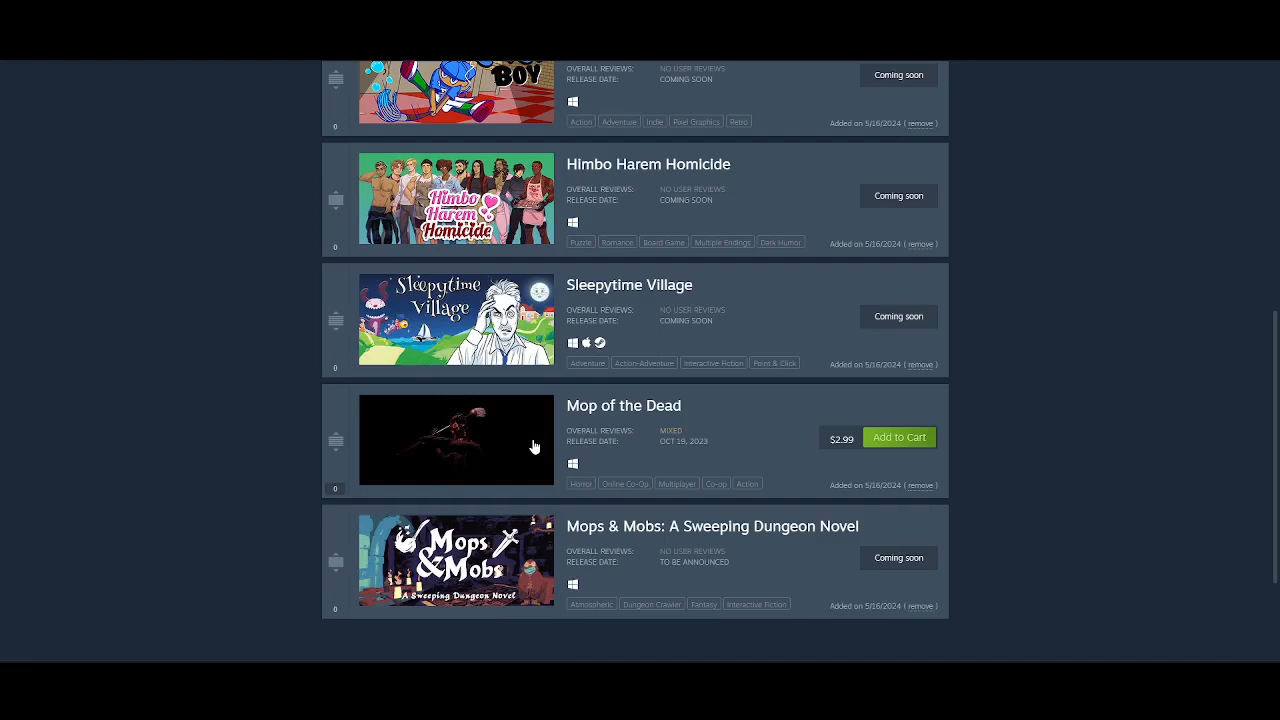 BOY
OVERALL REVIEWS: NO USER REVIEWS
RELEASE DATE: COMING SOON
Coming soon
0
Action Adventure Indie Pixel Graphics Retro
Added on 5/16/2024 ( remove )
Himbo Harem Homicide
Himbo
Harem
Homicide
OVERALL REVIEWS: NO USER REVIEWS
RELEASE DATE: COMING SOON
Coming soon
0
Puzzle Romance Board Game Multiple Endings Dark Humor
Added on 5/16/2024 ( remove )
Sleepytime Village
Sleepytime
Village
OVERALL REVIEWS: NO USER REVIEWS
RELEASE DATE: COMING SOON
Coming soon
0
Adventure Action-Adventure Interactive Fiction Point & Click
Added on 5/16/2024 ( remove )
Mop of the Dead
OVERALL REVIEWS: MIXED
RELEASE DATE: OCT 19, 2023
$2.99 Add to Cart
0
Horror Online Co-Op Multiplayer Co-op Action
Added on 5/16/2024 ( remove )
Mops & Mobs: A Sweeping Dungeon Novel
Mops
&Mobs
A Sweeping Dungeon Novel
OVERALL REVIEWS: NO USER REVIEWS
RELEASE DATE: TO BE ANNOUNCED
Coming soon
0
Atmospheric Dungeon Crawler Fantasy Interactive Fiction
Added on 5/16/2024 ( remove )